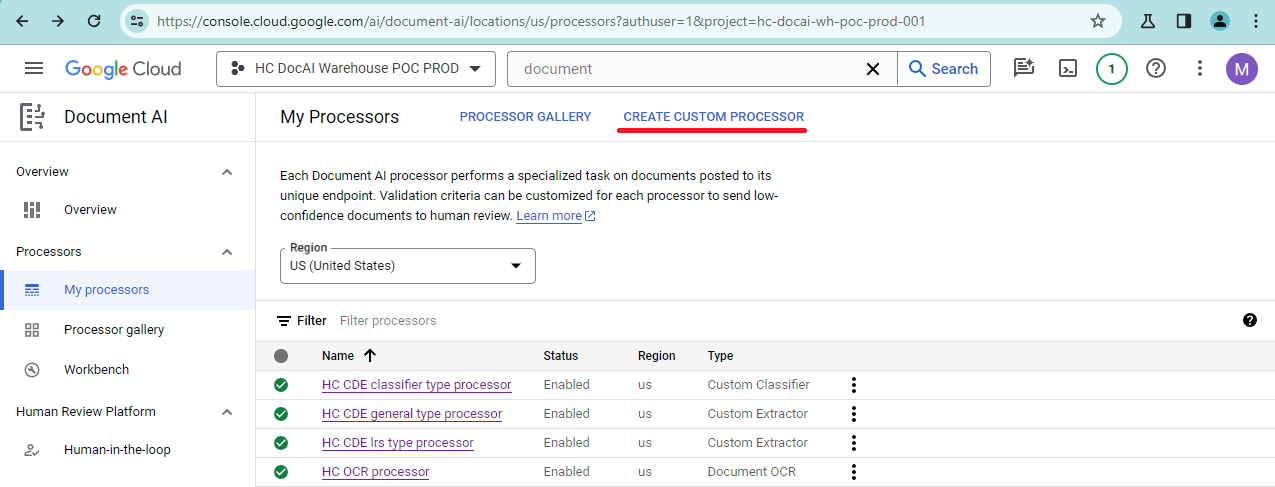 https://console.cloud.google.com/ai/document-ai/locations/us/processors?authuser=1&project=hc-docai-wh-poc-prod-001
Google Cloud
HC DocAI Warehouse POC PROD
document
Search
1
M
Document AI
My Processors
PROCESSOR GALLERY
CREATE CUSTOM PROCESSOR
Overview
Overview
Processors
My processors
Processor gallery
Workbench
Human Review Platform
Human-in-the-loop
Each Document AI processor performs a specialized task on documents posted to its
unique endpoint. Validation criteria can be customized for each processor to send low-
confidence documents to human review. Learn more
Region
US (United States)
Filter Filter processors
Name Status Region Type
HC CDE classifier type processor Enabled us Custom Classifier
HC CDE general type processor Enabled us Custom Extractor
HC CDE lrs type processor Enabled us Custom Extractor
HC OCR processor Enabled us Document OCR